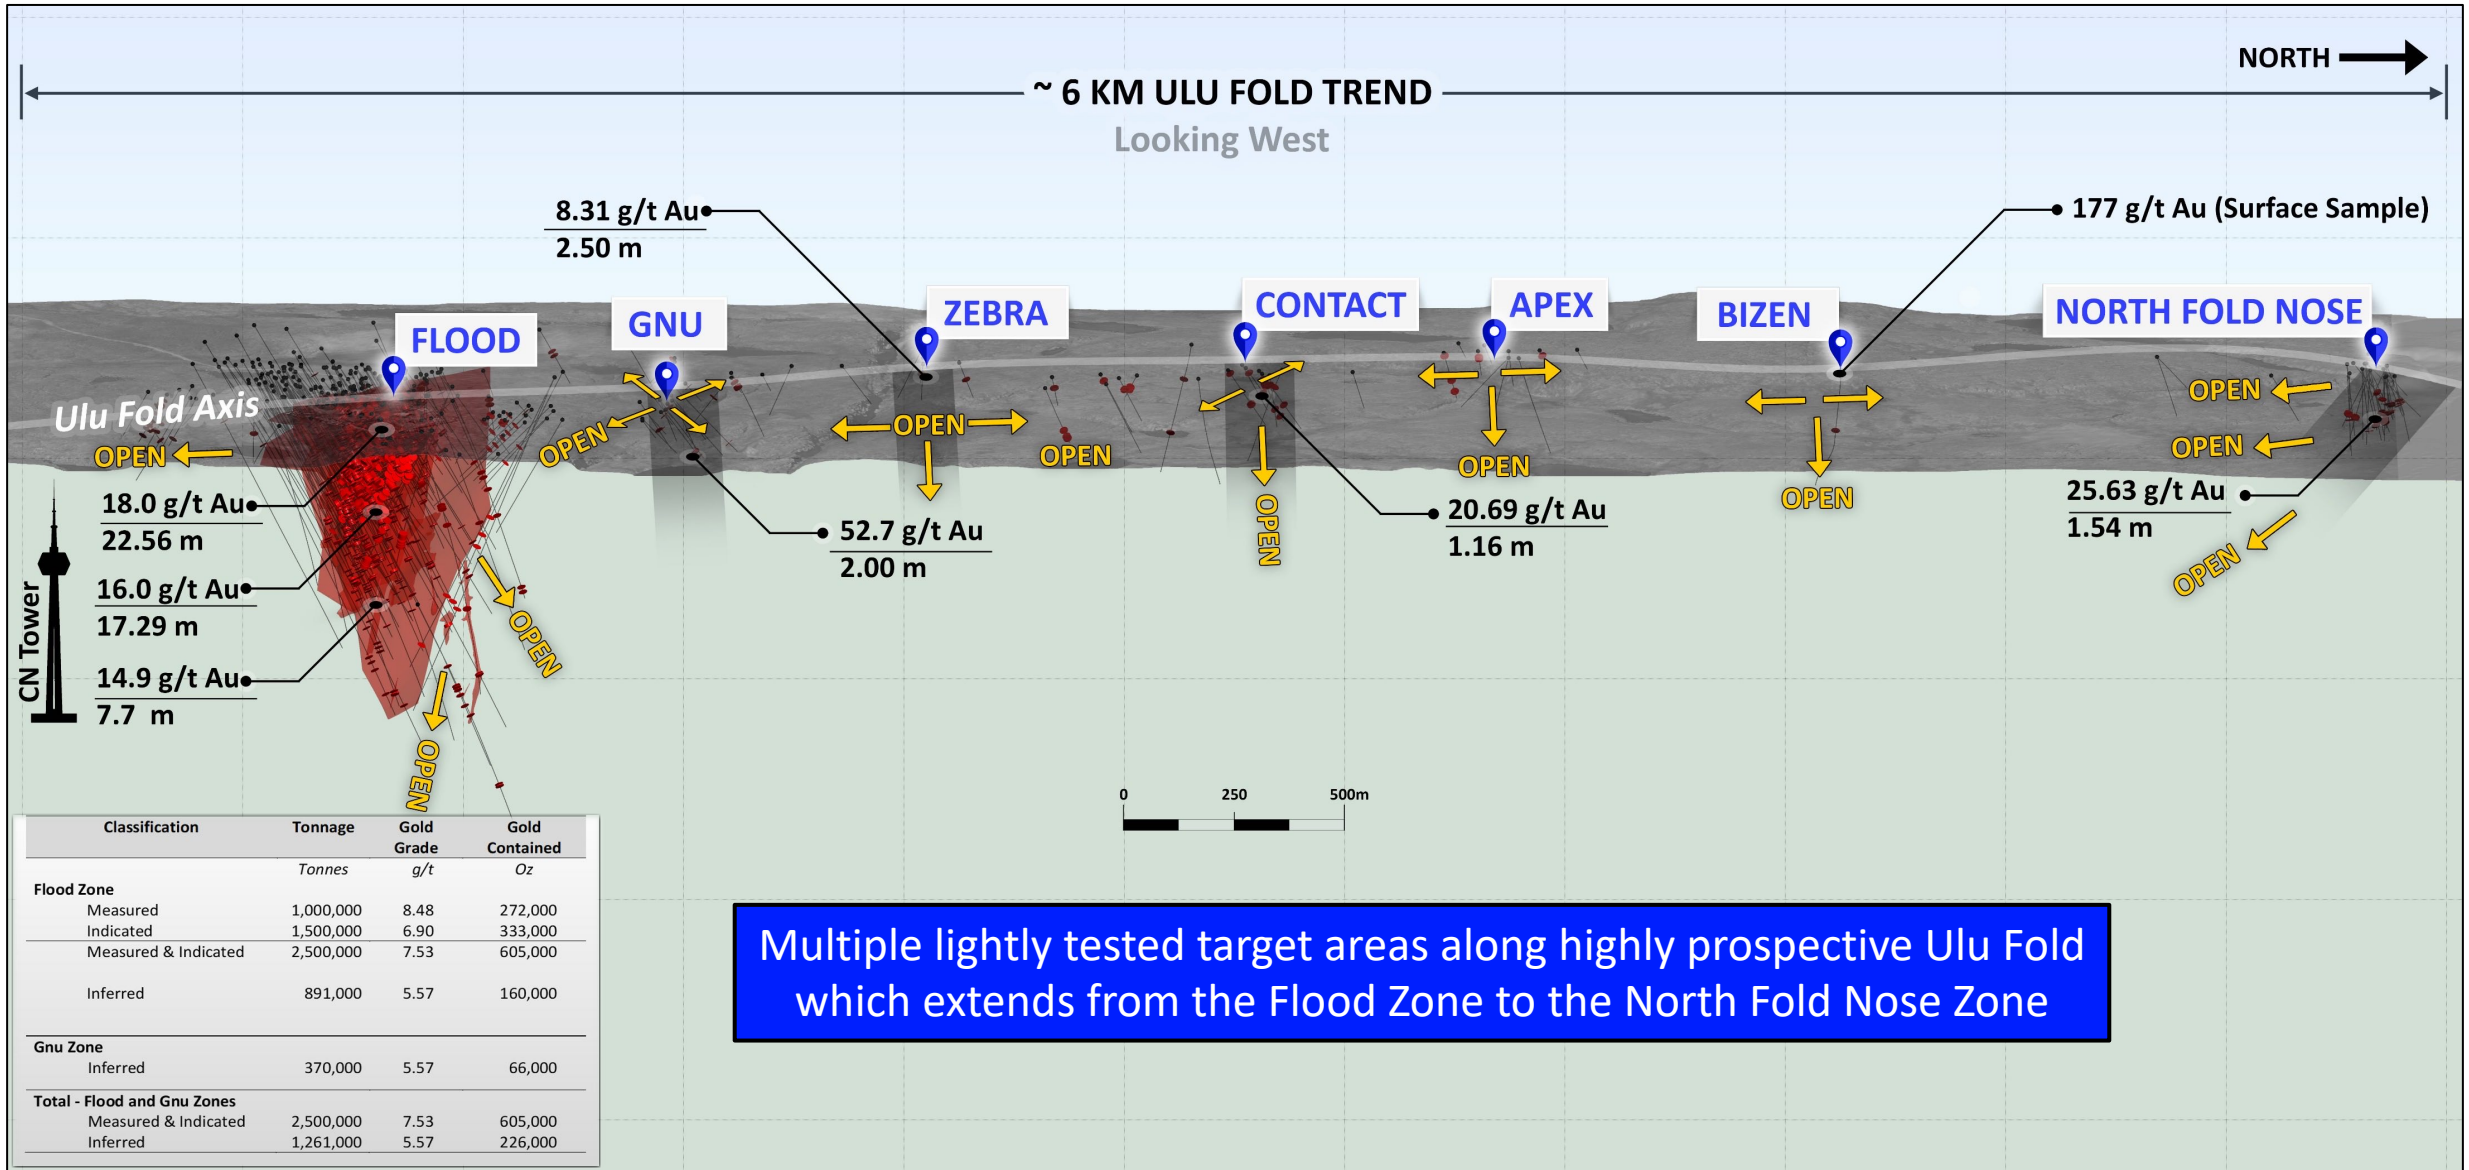 NORTH
~ 6 KM ULU FOLD TREND
Looking West
8.31 g/t Au
2.50 m
177 g/t Au (Surface Sample)
FLOOD
GNU
ZEBRA
CONTACT
APEX
BIZEN
NORTH FOLD NOSE
Ulu Fold Axis
OPEN
OPEN
OPEN
OPEN
OPEN
OPEN
OPEN
OPEN
OPEN
OPEN
OPEN
OPEN
18.0 g/t Au
22.56 m
16.0 g/t Au
17.29 m
14.9 g/t Au
7.7 m
CN Tower
52.7 g/t Au
2.00 m
20.69 g/t Au
1.16 m
25.63 g/t Au
1.54 m
0 250 500m
Classification Tonnage Gold Grade Gold Contained
Tonnes g/t Oz
Flood Zone
Measured 1,000,000 8.48 272,000
Indicated 1,500,000 6.90 333,000
Measured & Indicated 2,500,000 7.53 605,000
Inferred 891,000 5.57 160,000
Gnu Zone
Inferred 370,000 5.57 66,000
Total - Flood and Gnu Zones
Measured & Indicated 2,500,000 7.53 605,000
Inferred 1,261,000 5.57 226,000
Multiple lightly tested target areas along highly prospective Ulu Fold
which extends from the Flood Zone to the North Fold Nose Zone